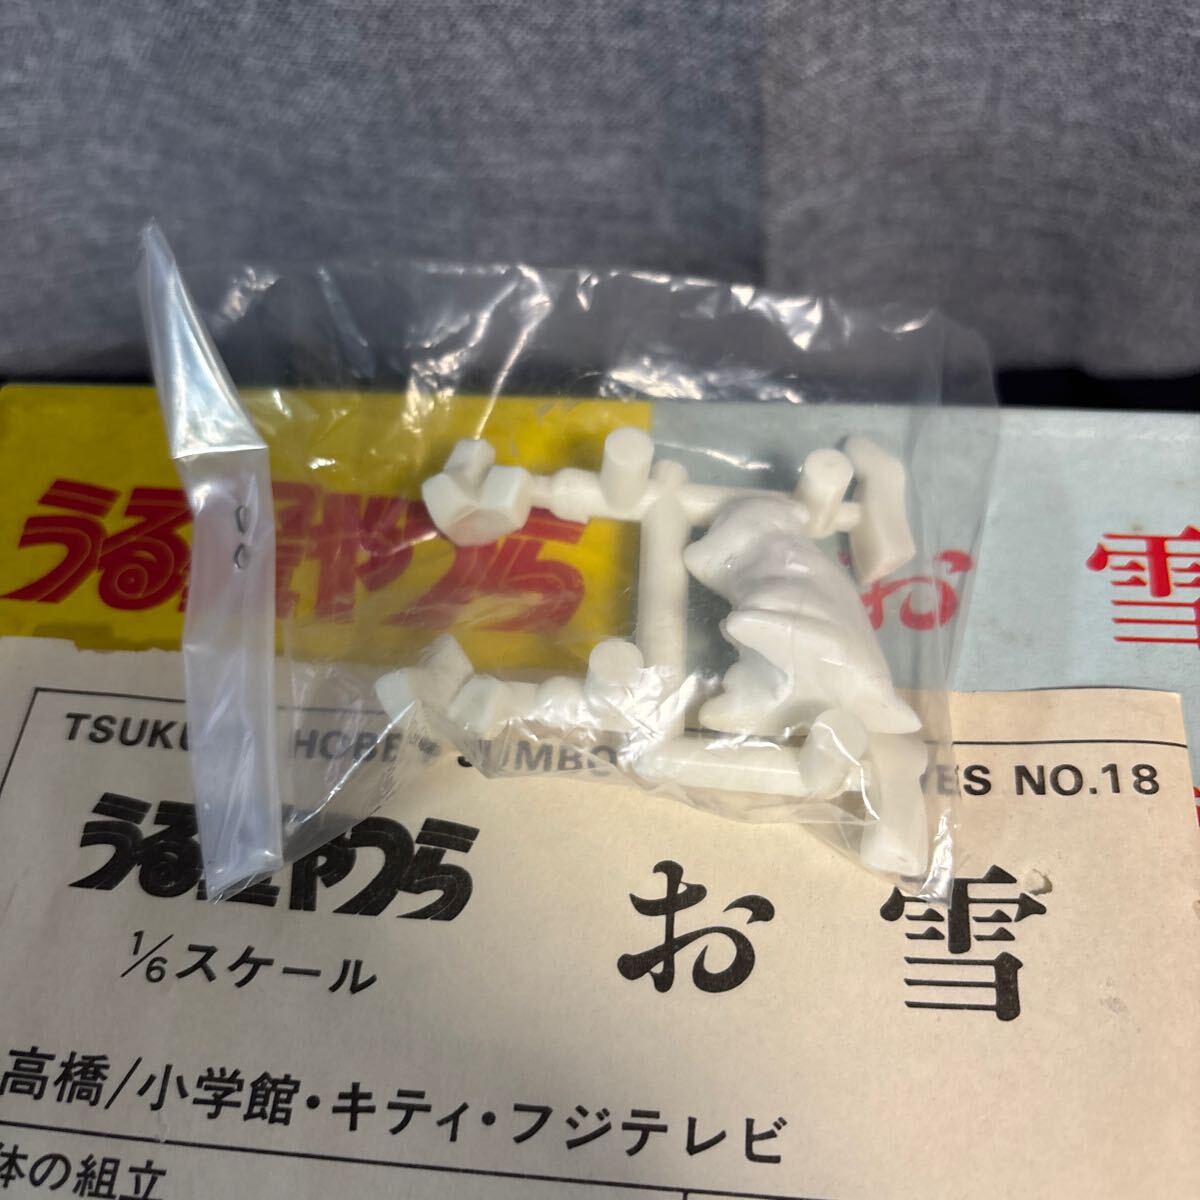 うる星やつら お雪
TSUKU HOBBY JUMBO NO.18
うる星やつら お雪
1/6スケール
高橋/小学館・キティ・フジテレビ
体の組立